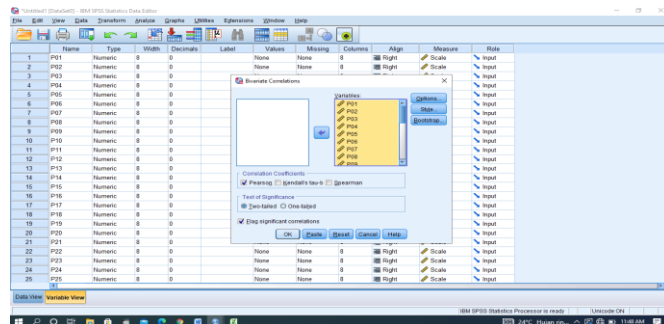 *Untitled1 [DataSet0] - IBM SPSS Statistics Data Editor
File Edit View Data Transform Analyze Graphs Utilities Extensions Window Help
Name Type Width Decimals Label Values Missing Columns Align Measure Role
1 P01 Numeric 8 0 None None 8 Right Scale Input
2 P02 Numeric 8 0 None None 8 Right Scale Input
3 P03 Numeric 8 0
4 P04 Numeric 8 0 Input
5 P05 Numeric 8 0 Input
6 P06 Numeric 8 0 Input
7 P07 Numeric 8 0 Input
8 P08 Numeric 8 0 Input
9 P09 Numeric 8 0 Input
10 P10 Numeric 8 0 Input
11 P11 Numeric 8 0 Input
12 P12 Numeric 8 0 Input
13 P13 Numeric 8 0 Input
14 P14 Numeric 8 0 Input
15 P15 Numeric 8 0 Input
16 P16 Numeric 8 0 Input
17 P17 Numeric 8 0 Input
18 P18 Numeric 8 0 Input
19 P19 Numeric 8 0 Input
20 P20 Numeric 8 0 Input
21 P21 Numeric 8 0 Input
22 P22 Numeric 8 0 None None 8 Right Scale Input
23 P23 Numeric 8 0 None None 8 Right Scale Input
24 P24 Numeric 8 0 None None 8 Right Scale Input
25 P25 Numeric 8 0 None None 8 Right Scale Input
Bivariate Correlations
Variables:
P01
P02
P03
P04
P05
P06
P07
P08
P09
Options...
Style...
Bootstrap...
Correlation Coefficients
Pearson Kendall's tau-b Spearman
Test of Significance
Two-tailed One-tailed
Flag significant correlations
OK Paste Reset Cancel Help
Data View Variable View
IBM SPSS Statistics Processor is ready Unicode:ON
24°C Hujan rin... 11:48 AM